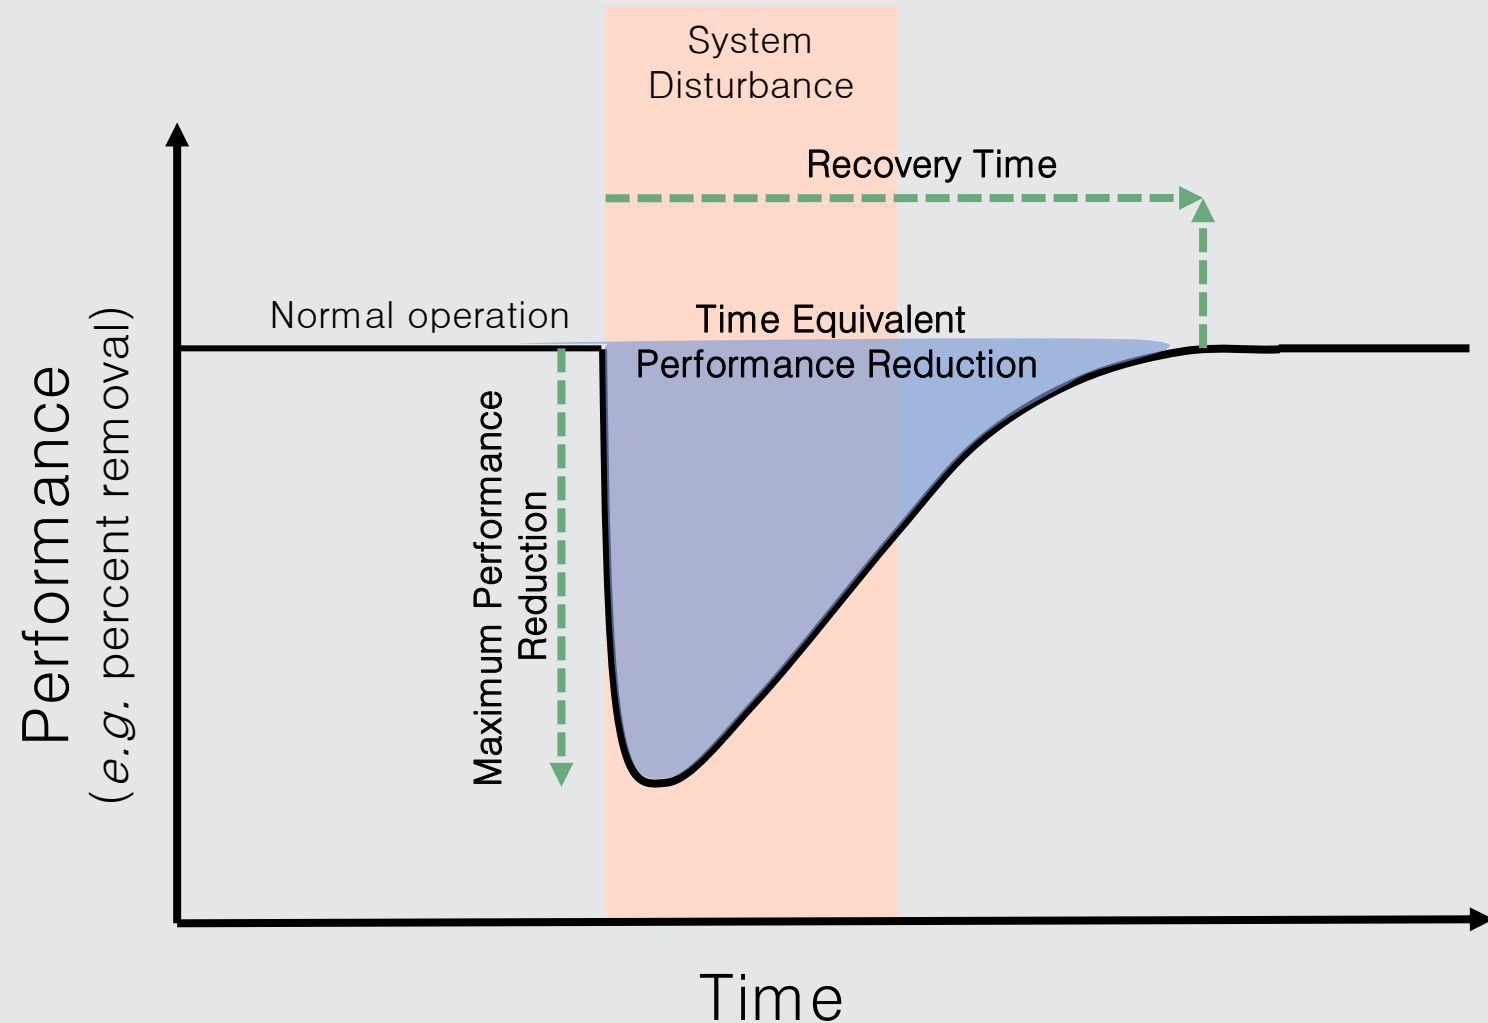 System
Disturbance
Recovery Time
Normal operation
Time Equivalent
Performance Reduction
Maximum Performance
Reduction
Performance
(e.g. percent removal)
Time